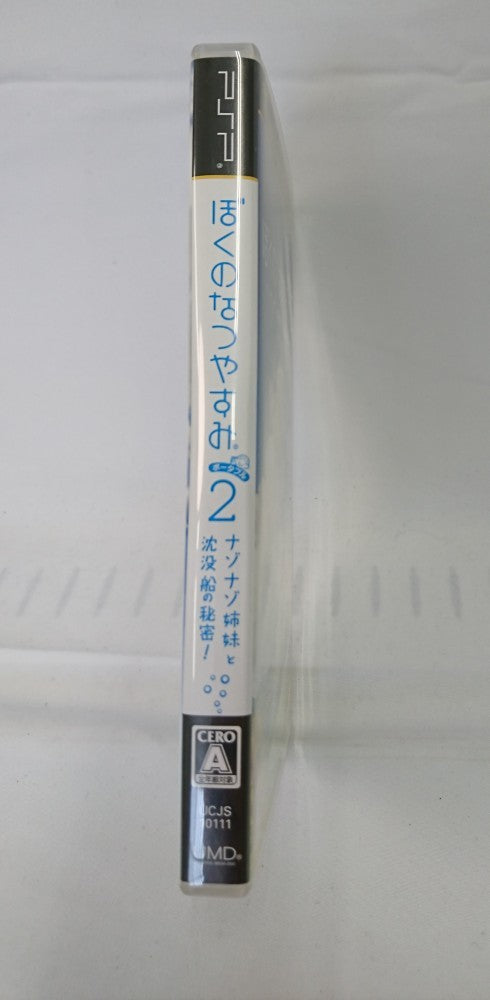 PSP®
ぼくのなつやすみ®
ポータブル
2
ナゾナゾ姉妹と
沈没船の秘密!
CERO
A
全年齢対象
UCJS
10111
UMD®